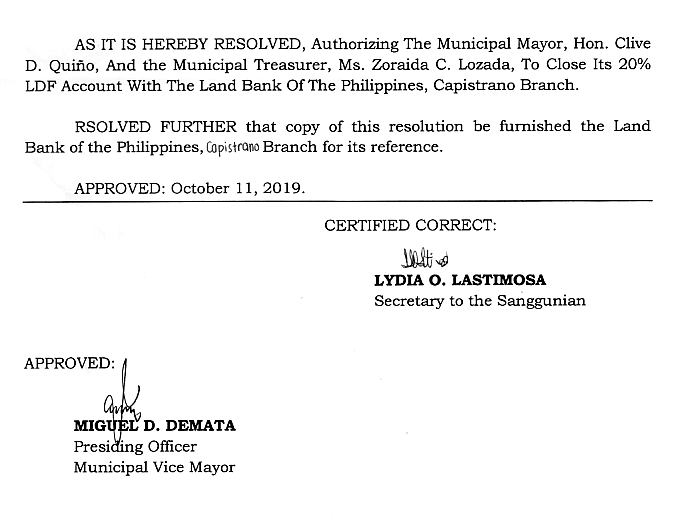 AS IT IS HEREBY RESOLVED, Authorizing The Municipal Mayor, Hon. Clive
D. Quiño, And the Municipal Treasurer, Ms. Zoraida C. Lozada, To Close Its 20%
LDF Account With The Land Bank Of The Philippines, Capistrano Branch.
RSOLVED FURTHER that copy of this resolution be furnished the Land
Bank of the Philippines, Capistrano Branch for its reference.
APPROVED: October 11, 2019.
CERTIFIED CORRECT:
LYDIA O. LASTIMOSA
Secretary to the Sanggunian
APPROVED:
MIGUEL D. DEMATA
Presiding Officer
Municipal Vice Mayor